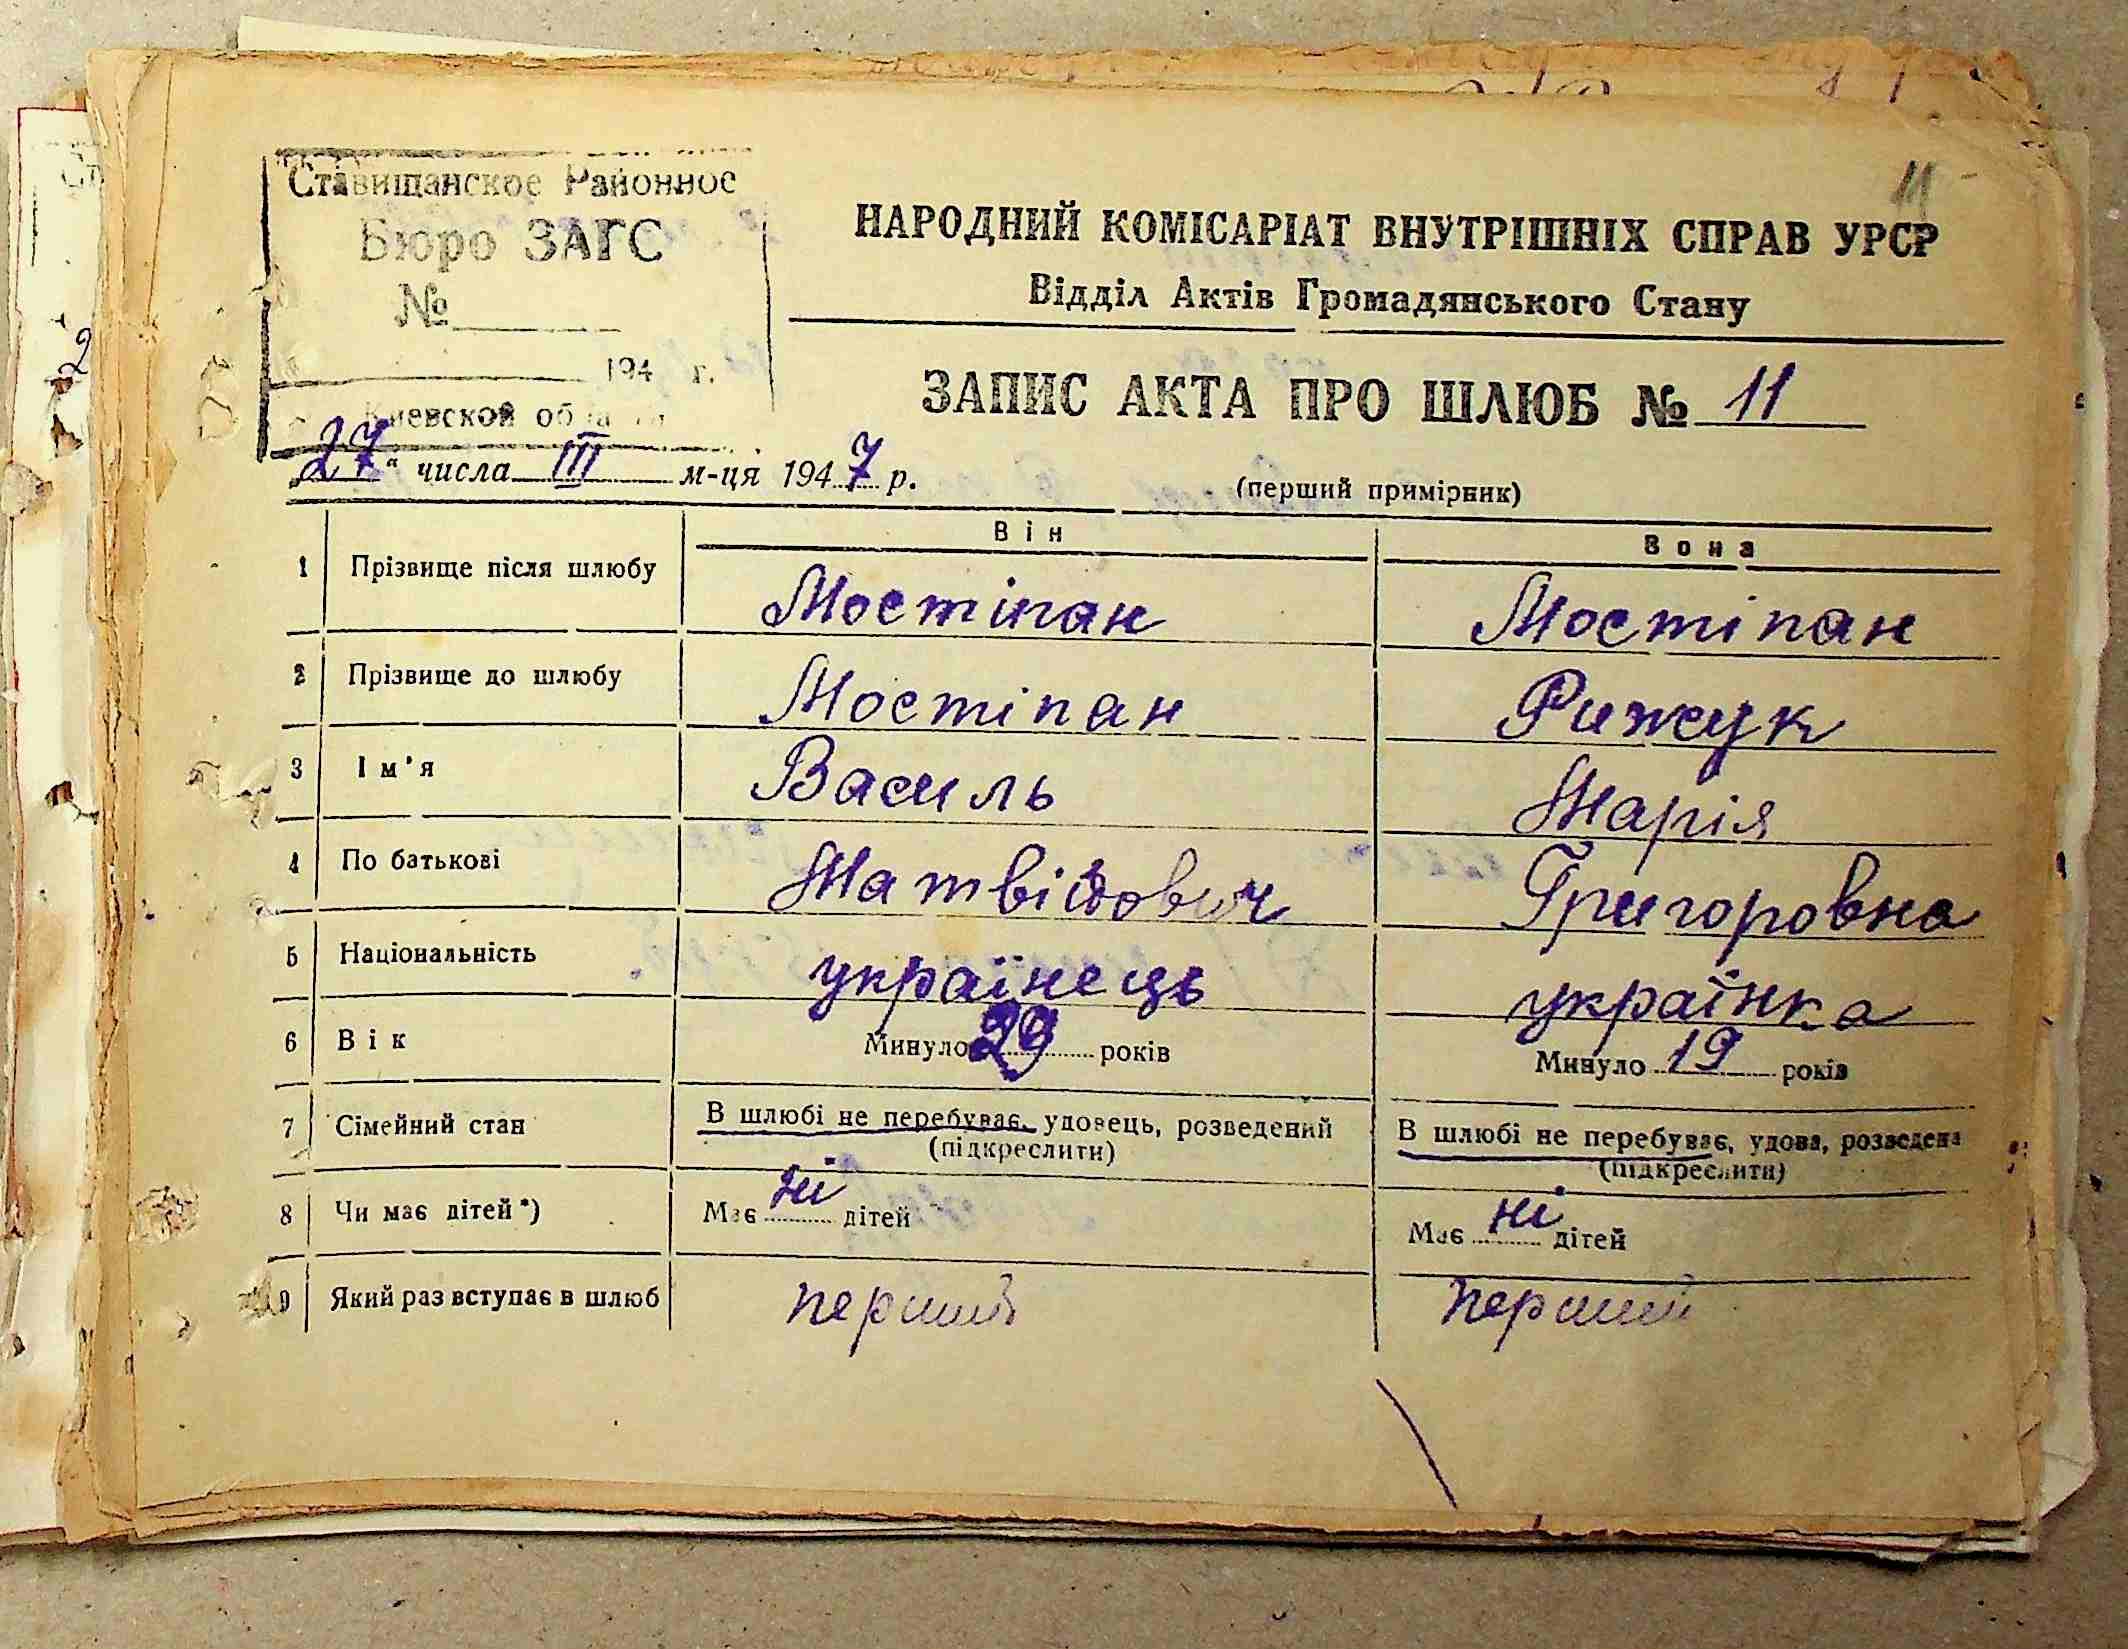 11
Ставищанское Районное
Бюро ЗАГС
№
194 г.
Киевской области
НАРОДНИЙ КОМІСАРІАТ ВНУТРІШНІХ СПРАВ УРСР
Відділ Актів Громадянського Стану
ЗАПИС АКТА ПРО ШЛЮБ № 11
27 " числа III м-ця 1947 р.
(перший примірник)
Він Вона
1 Прізвище після шлюбу Мостіпан Мостіпан
2 Прізвище до шлюбу Мостіпан Рижук
3 Ім'я Василь Марія
4 По батькові Матвійович Григоровна
5 Національність українець українка
6 Вік Минуло 29 років Минуло 19 років
7 Сімейний стан В шлюбі не перебуває, удовець, розведений В шлюбі не перебуває, удова, розведена
(підкреслити) (підкреслити)
8 Чи має дітей*) Має ні дітей Має ні дітей
9 Який раз вступає в шлюб перший перший
2